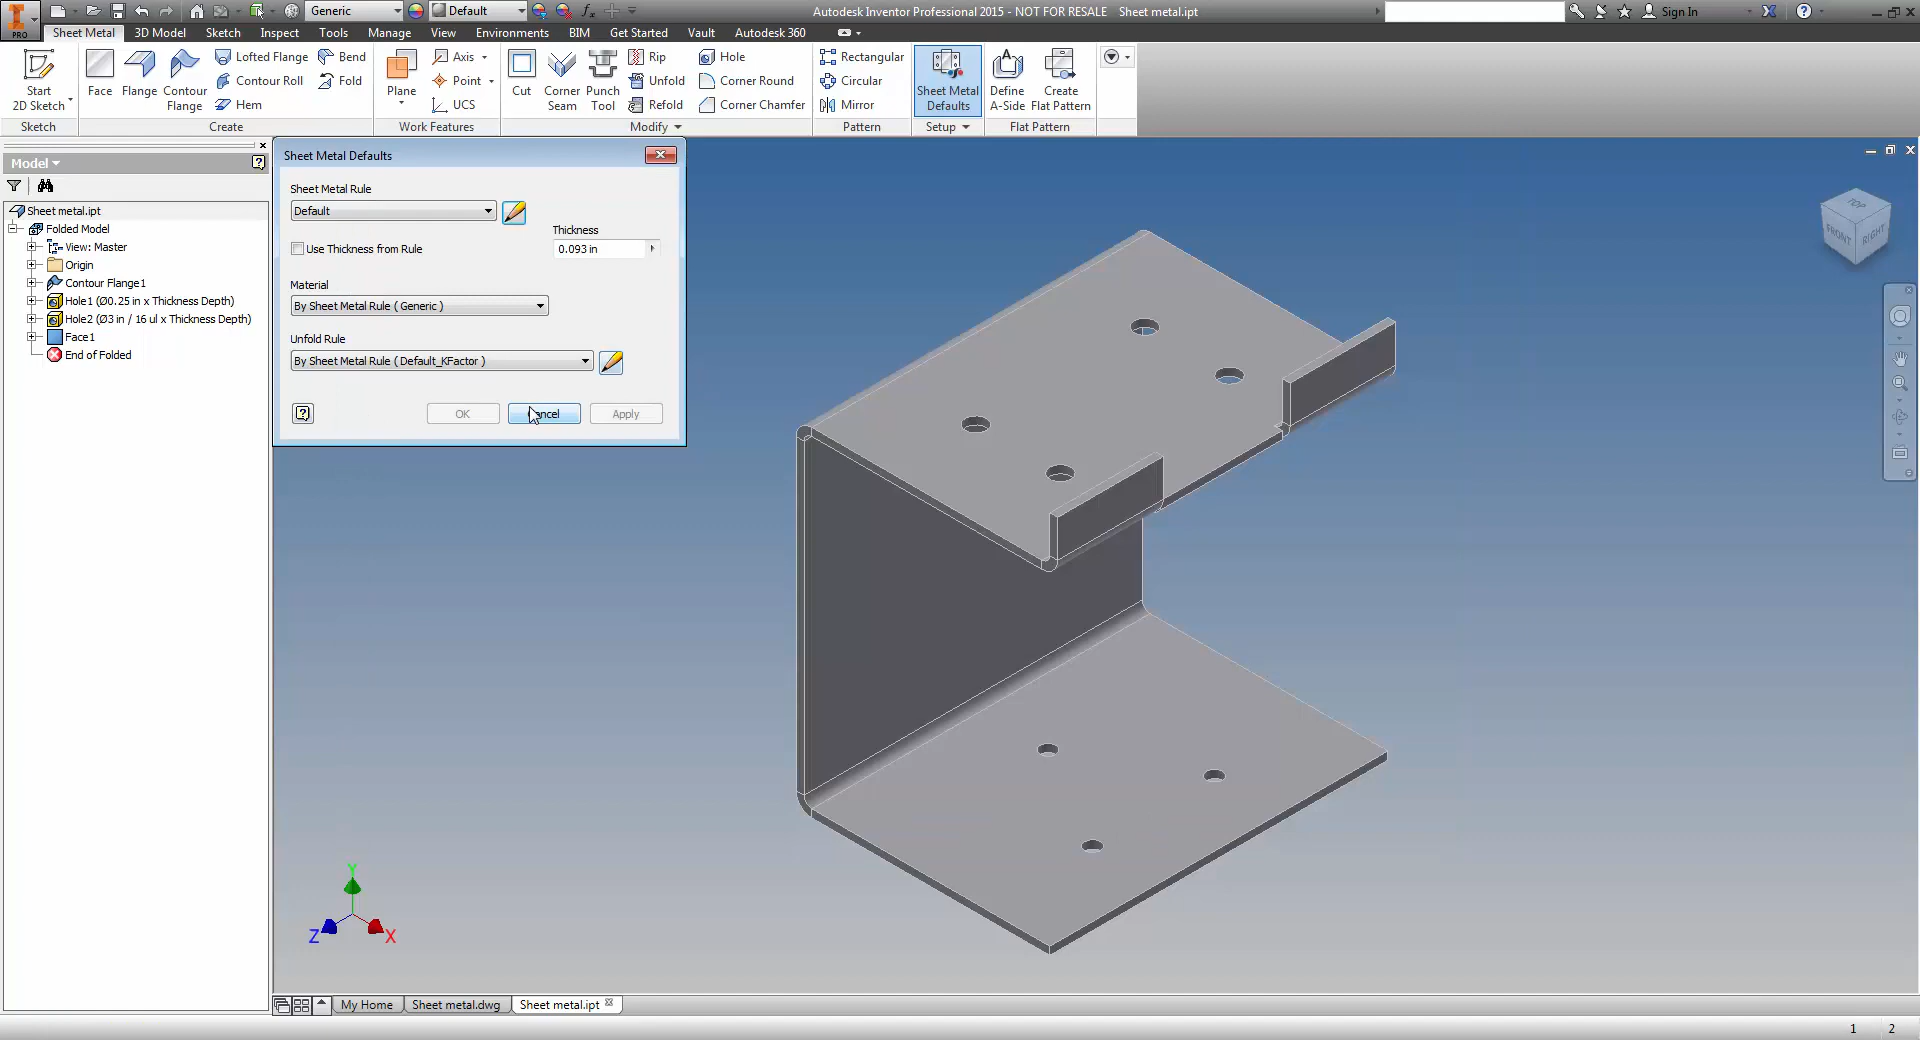 Generic
Default
Autodesk Inventor Professional 2015 - NOT FOR RESALE Sheet metal.ipt
Sign In
PRO
Sheet Metal
3D Model
Sketch
Inspect
Tools
Manage
View
Environments
BIM
Get Started
Vault
Autodesk 360
Start
2D Sketch
Face
Flange
Contour
Flange
Lofted Flange
Contour Roll
Hem
Bend
Fold
Plane
Axis
Point
UCS
Cut
Corner
Seam
Punch
Tool
Rip
Unfold
Refold
Hole
Corner Round
Corner Chamfer
Rectangular
Circular
Mirror
Sheet Metal
Defaults
Define
A-Side
Create
Flat Pattern
Sketch
Create
Work Features
Modify
Pattern
Setup
Flat Pattern
Model
Sheet metal.ipt
Folded Model
View: Master
Origin
Contour Flange1
Hole1 (Ø0.25 in x Thickness Depth)
Hole2 (Ø3 in / 16 ul x Thickness Depth)
Face1
End of Folded
Sheet Metal Defaults
Sheet Metal Rule
Default
Thickness
Use Thickness from Rule
0.093 in
Material
By Sheet Metal Rule ( Generic )
Unfold Rule
By Sheet Metal Rule ( Default_KFactor )
OK
Apply
TOP
FRONT
RIGHT
Y
Z
X
My Home
Sheet metal.dwg
Sheet metal.ipt
1 2